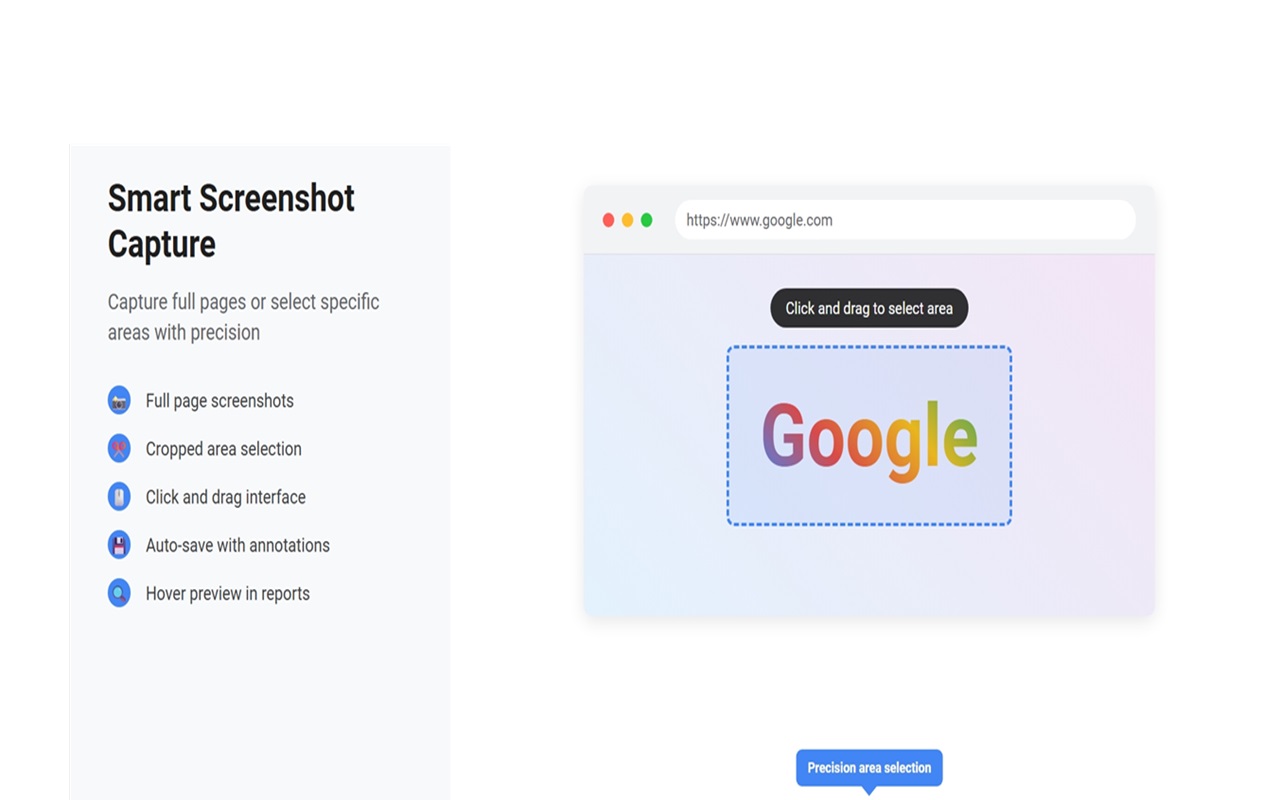 Smart Screenshot
Capture
Capture full pages or select specific
areas with precision
Full page screenshots
Cropped area selection
Click and drag interface
Auto-save with annotations
Hover preview in reports
https://www.google.com
Click and drag to select area
Google
Precision area selection